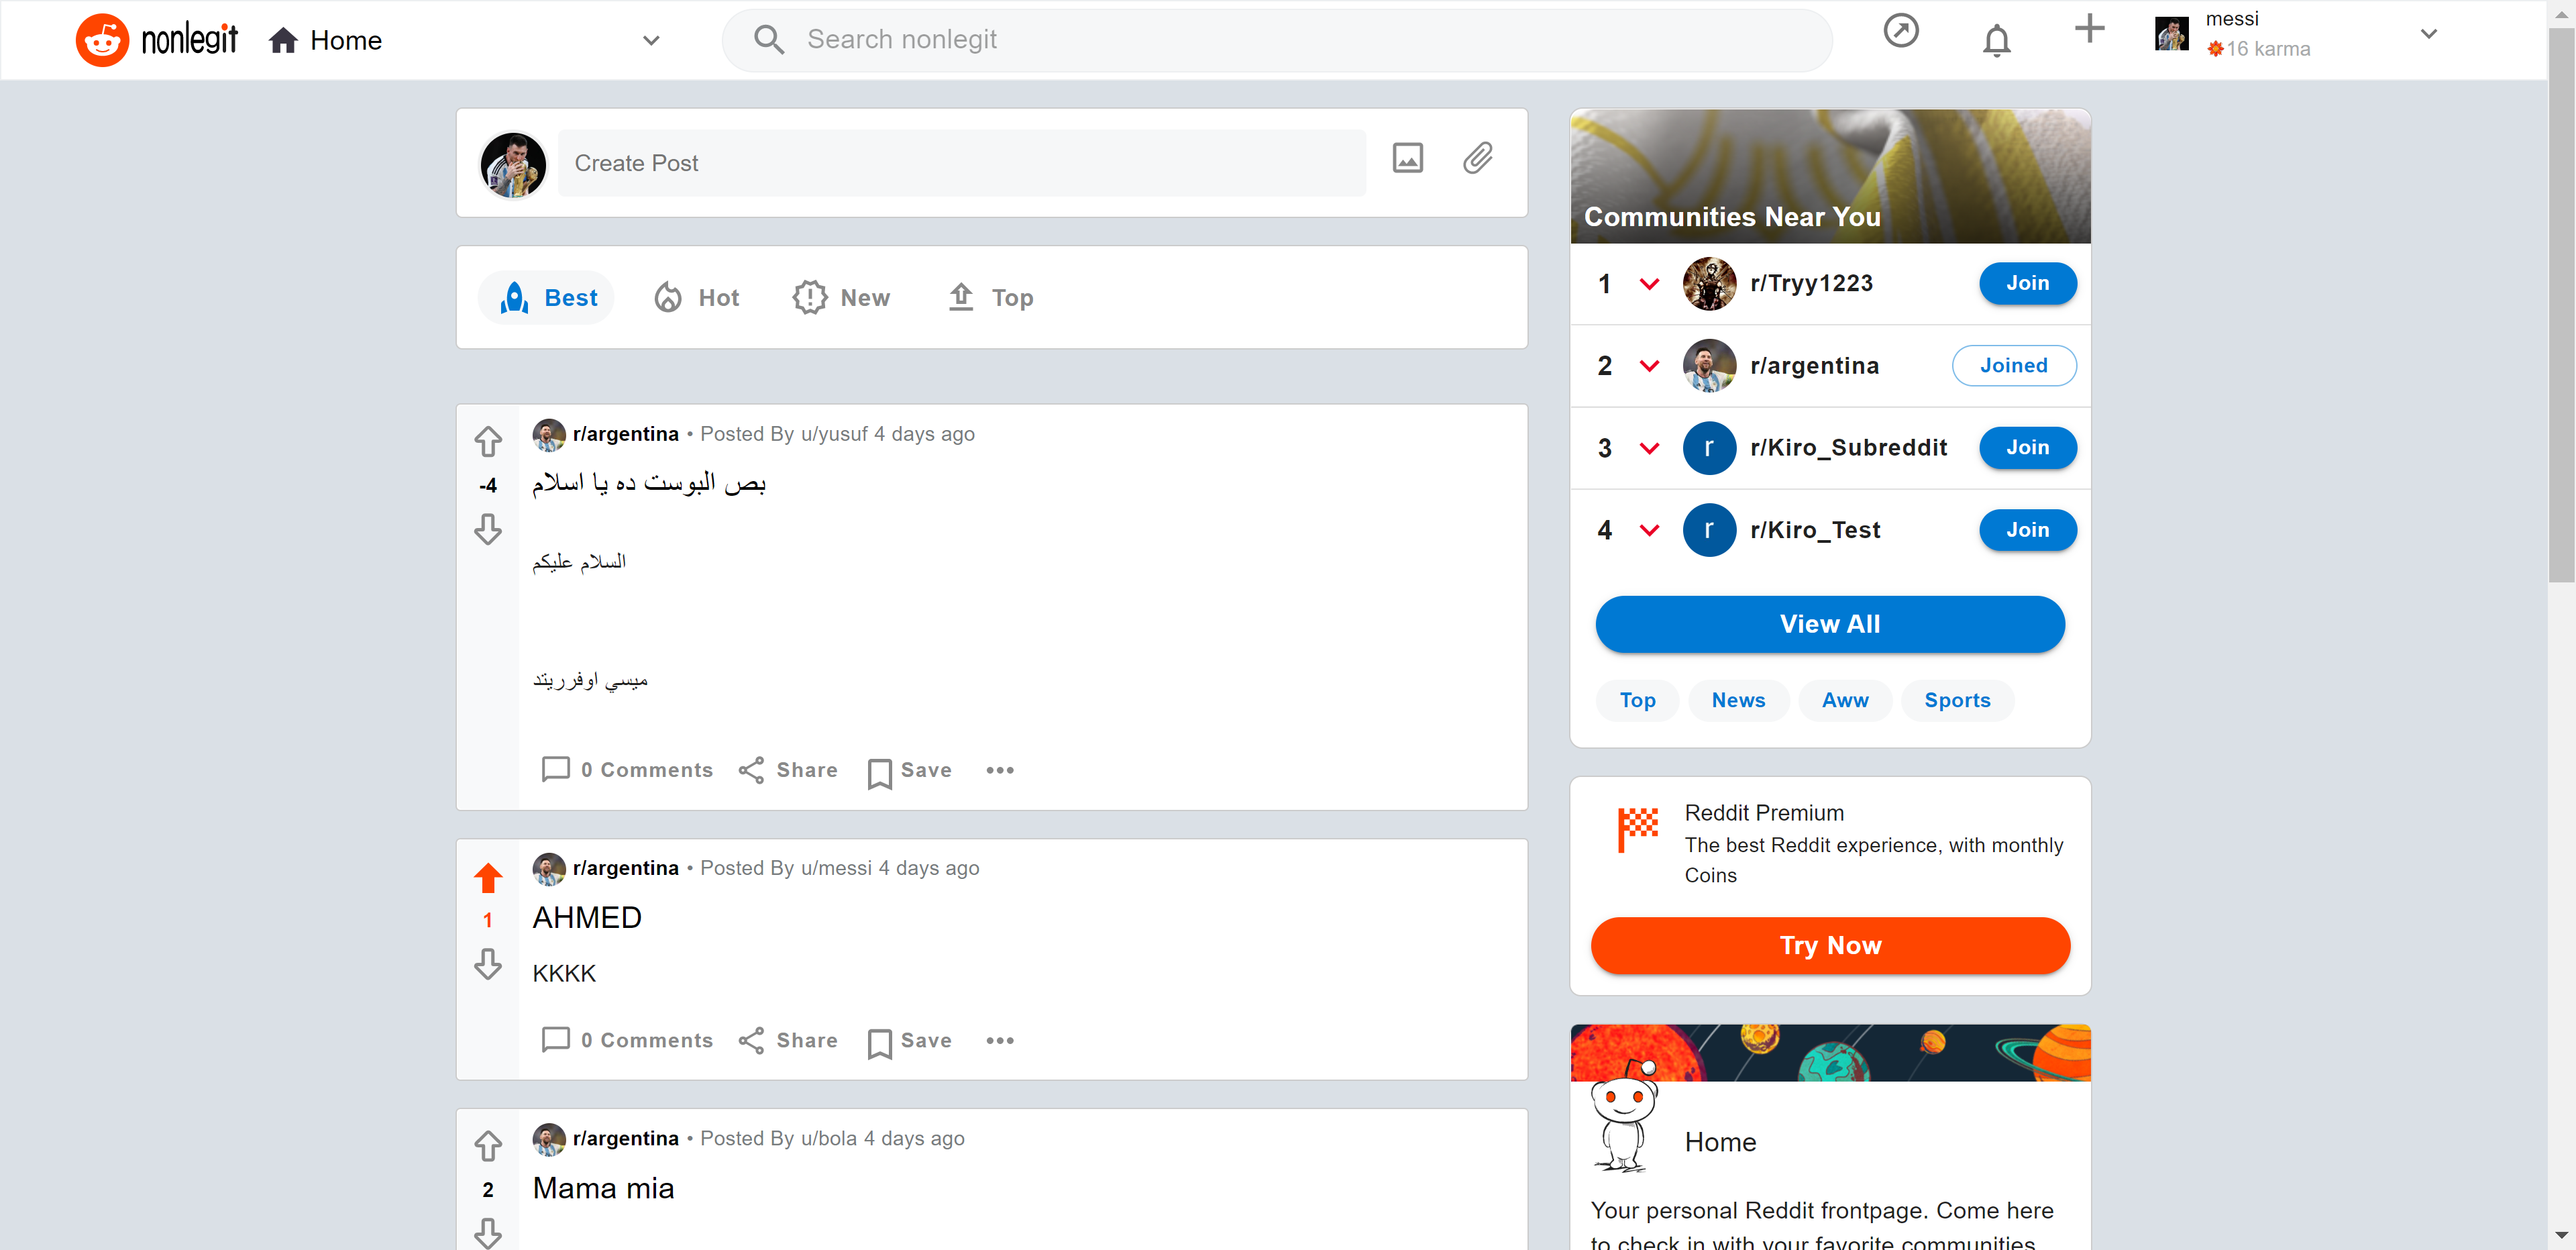 nonlegit
Home
Search nonlegit
messi
16 karma
Create Post
Best
Hot
New
Top
r/argentina • Posted By u/yusuf 4 days ago
-4
بص البوست ده يا اسلام
السلام عليكم
ميسي اوفرريتد
0 Comments
Share
Save
r/argentina • Posted By u/messi 4 days ago
1
AHMED
KKKK
0 Comments
Share
Save
r/argentina • Posted By u/bola 4 days ago
2
Mama mia
Communities Near You
1 r/Tryy1223 Join
2 r/argentina Joined
3 r r/Kiro_Subreddit Join
4 r r/Kiro_Test Join
View All
Top
News
Aww
Sports
Reddit Premium
The best Reddit experience, with monthly
Coins
Try Now
Home
Your personal Reddit frontpage. Come here
to check in with your favorite communities